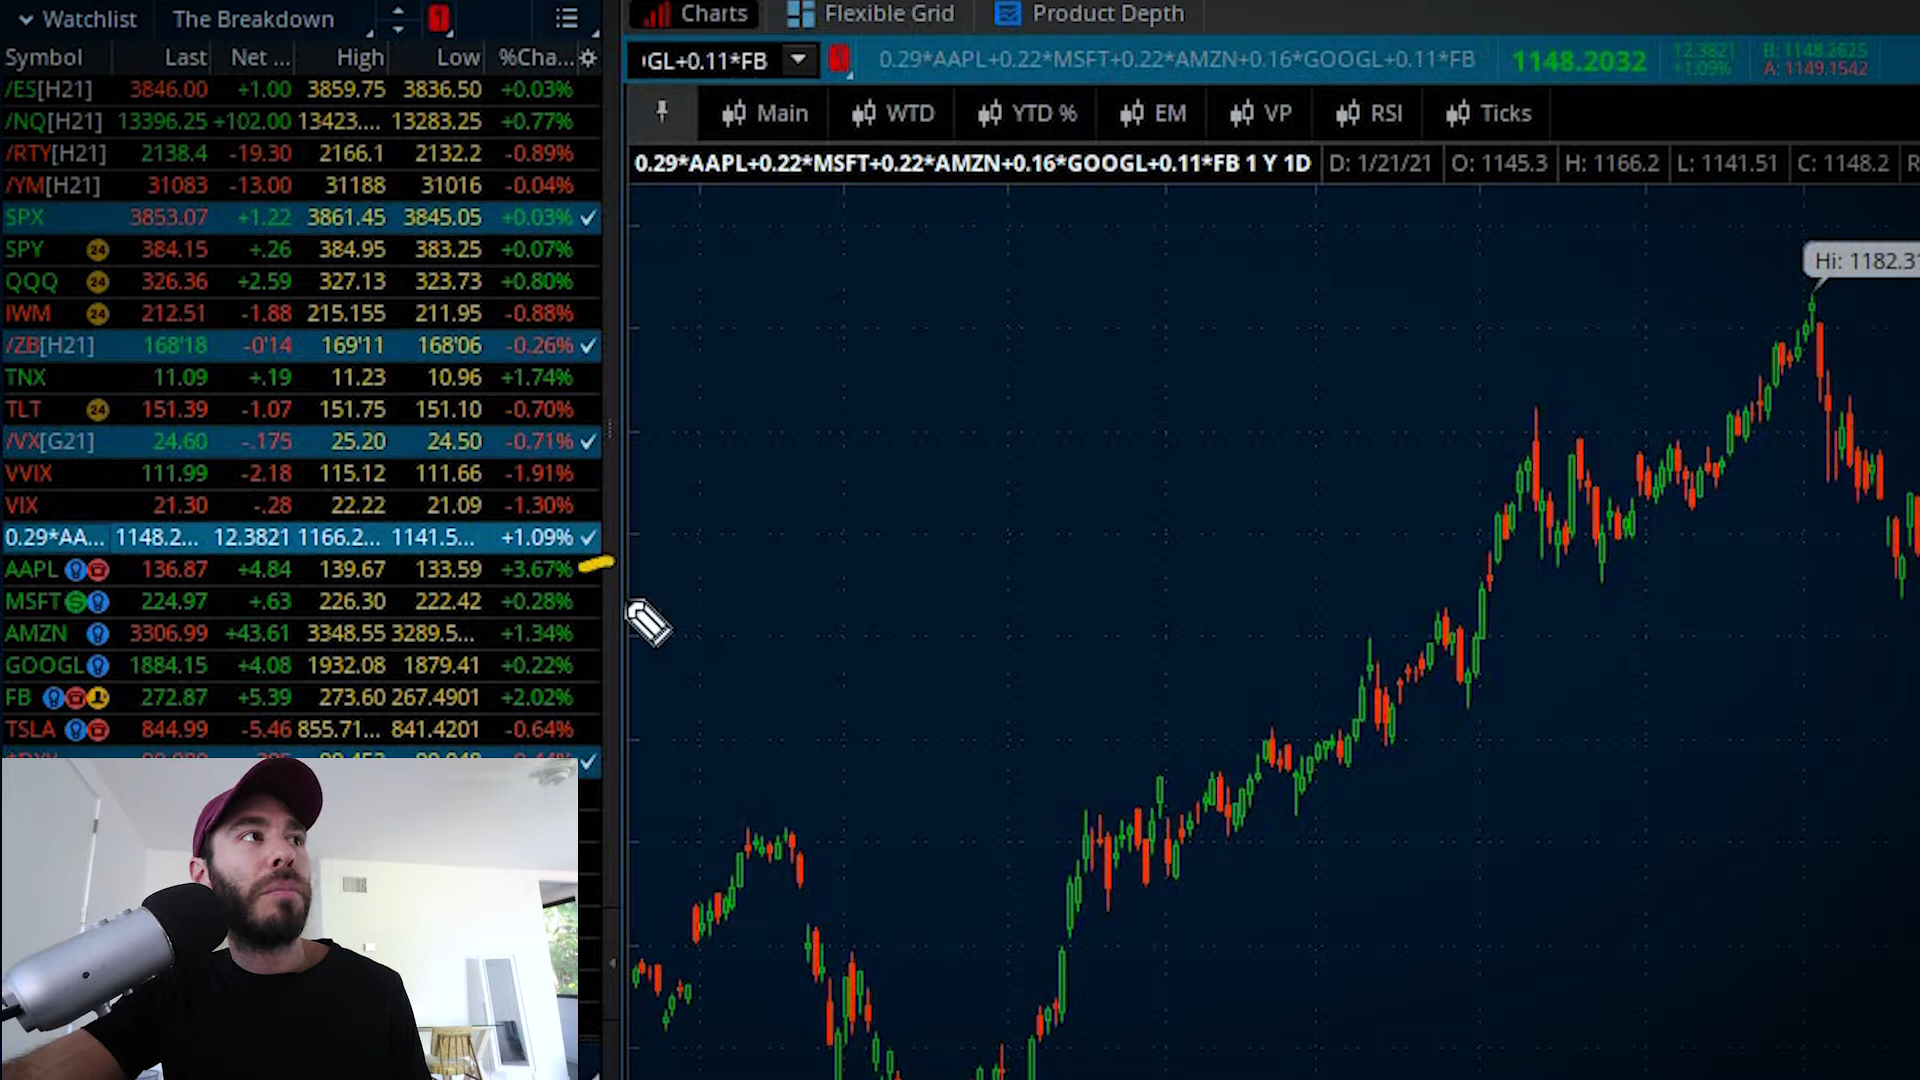 Watchlist The Breakdown 1
Symbol Last Net ... High Low %Cha...
/ES[H21] 3846.00 +1.00 3859.75 3836.50 +0.03%
/NQ[H21] 13396.25 +102.00 13423.... 13283.25 +0.77%
/RTY[H21] 2138.4 -19.30 2166.1 2132.2 -0.89%
/YM[H21] 31083 -13.00 31188 31016 -0.04%
SPX 3853.07 +1.22 3861.45 3845.05 +0.03%
SPY 24 384.15 +.26 384.95 383.25 +0.07%
QQQ 24 326.36 +2.59 327.13 323.73 +0.80%
IWM 24 212.51 -1.88 215.155 211.95 -0.88%
/ZB[H21] 168'18 -0'14 169'11 168'06 -0.26%
TNX 11.09 +.19 11.23 10.96 +1.74%
TLT 24 151.39 -1.07 151.75 151.10 -0.70%
/VX[G21] 24.60 -.175 25.20 24.50 -0.71%
VVIX 111.99 -2.18 115.12 111.66 -1.91%
VIX 21.30 -.28 22.22 21.09 -1.30%
0.29*AA... 1148.2... 12.3821 1166.2... 1141.5... +1.09%
AAPL 136.87 +4.84 139.67 133.59 +3.67%
MSFT 224.97 +.63 226.30 222.42 +0.28%
AMZN 3306.99 +43.61 3348.55 3289.5... +1.34%
GOOGL 1884.15 +4.08 1932.08 1879.41 +0.22%
FB 272.87 +5.39 273.60 267.4901 +2.02%
TSLA 844.99 -5.46 855.71... 841.4201 -0.64%
Charts Flexible Grid Product Depth
GL+0.11*FB 0.29*AAPL+0.22*MSFT+0.22*AMZN+0.16*GOOGL+0.11*FB 1148.2032 12.3821 B: 1148.2625
+1.09% A: 1149.1542
Main WTD YTD % EM VP RSI Ticks
0.29*AAPL+0.22*MSFT+0.22*AMZN+0.16*GOOGL+0.11*FB 1 Y 1D D: 1/21/21 O: 1145.3 H: 1166.2 L: 1141.51 C: 1148.2 R
Hi: 1182.31